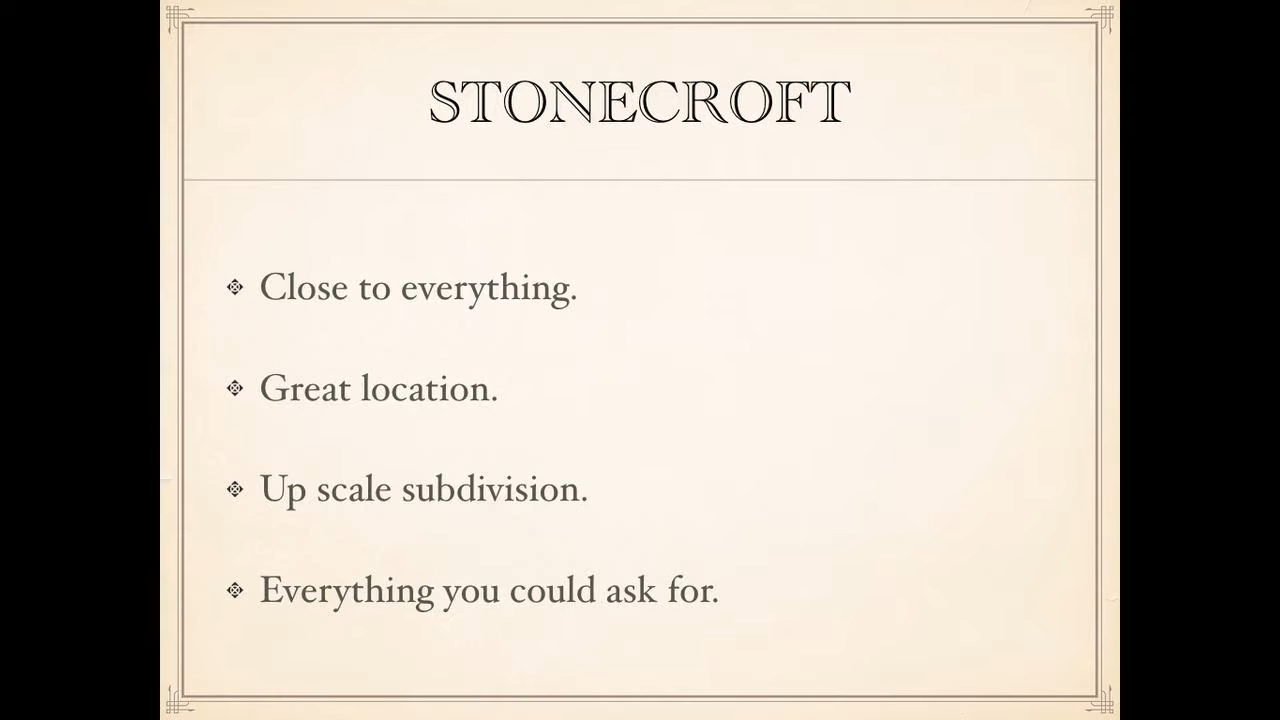 STONECROFT
Close to everything.
Great location.
Up scale subdivision.
Everything you could ask for.